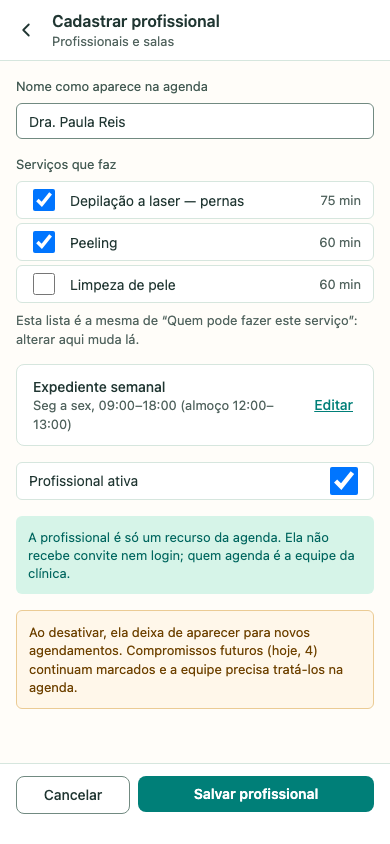 Cadastrar profissional
Profissionais e salas
Nome como aparece na agenda
Dra. Paula Reis
Serviços que faz
Depilação a laser — pernas 75 min
Peeling 60 min
Limpeza de pele 60 min
Esta lista é a mesma de “Quem pode fazer este serviço”:
alterar aqui muda lá.
Expediente semanal
Seg a sex, 09:00–18:00 (almoço 12:00–
13:00)
Editar
Profissional ativa
A profissional é só um recurso da agenda. Ela não
recebe convite nem login; quem agenda é a equipe da
clínica.
Ao desativar, ela deixa de aparecer para novos
agendamentos. Compromissos futuros (hoje, 4)
continuam marcados e a equipe precisa tratá-los na
agenda.
Cancelar
Salvar profissional